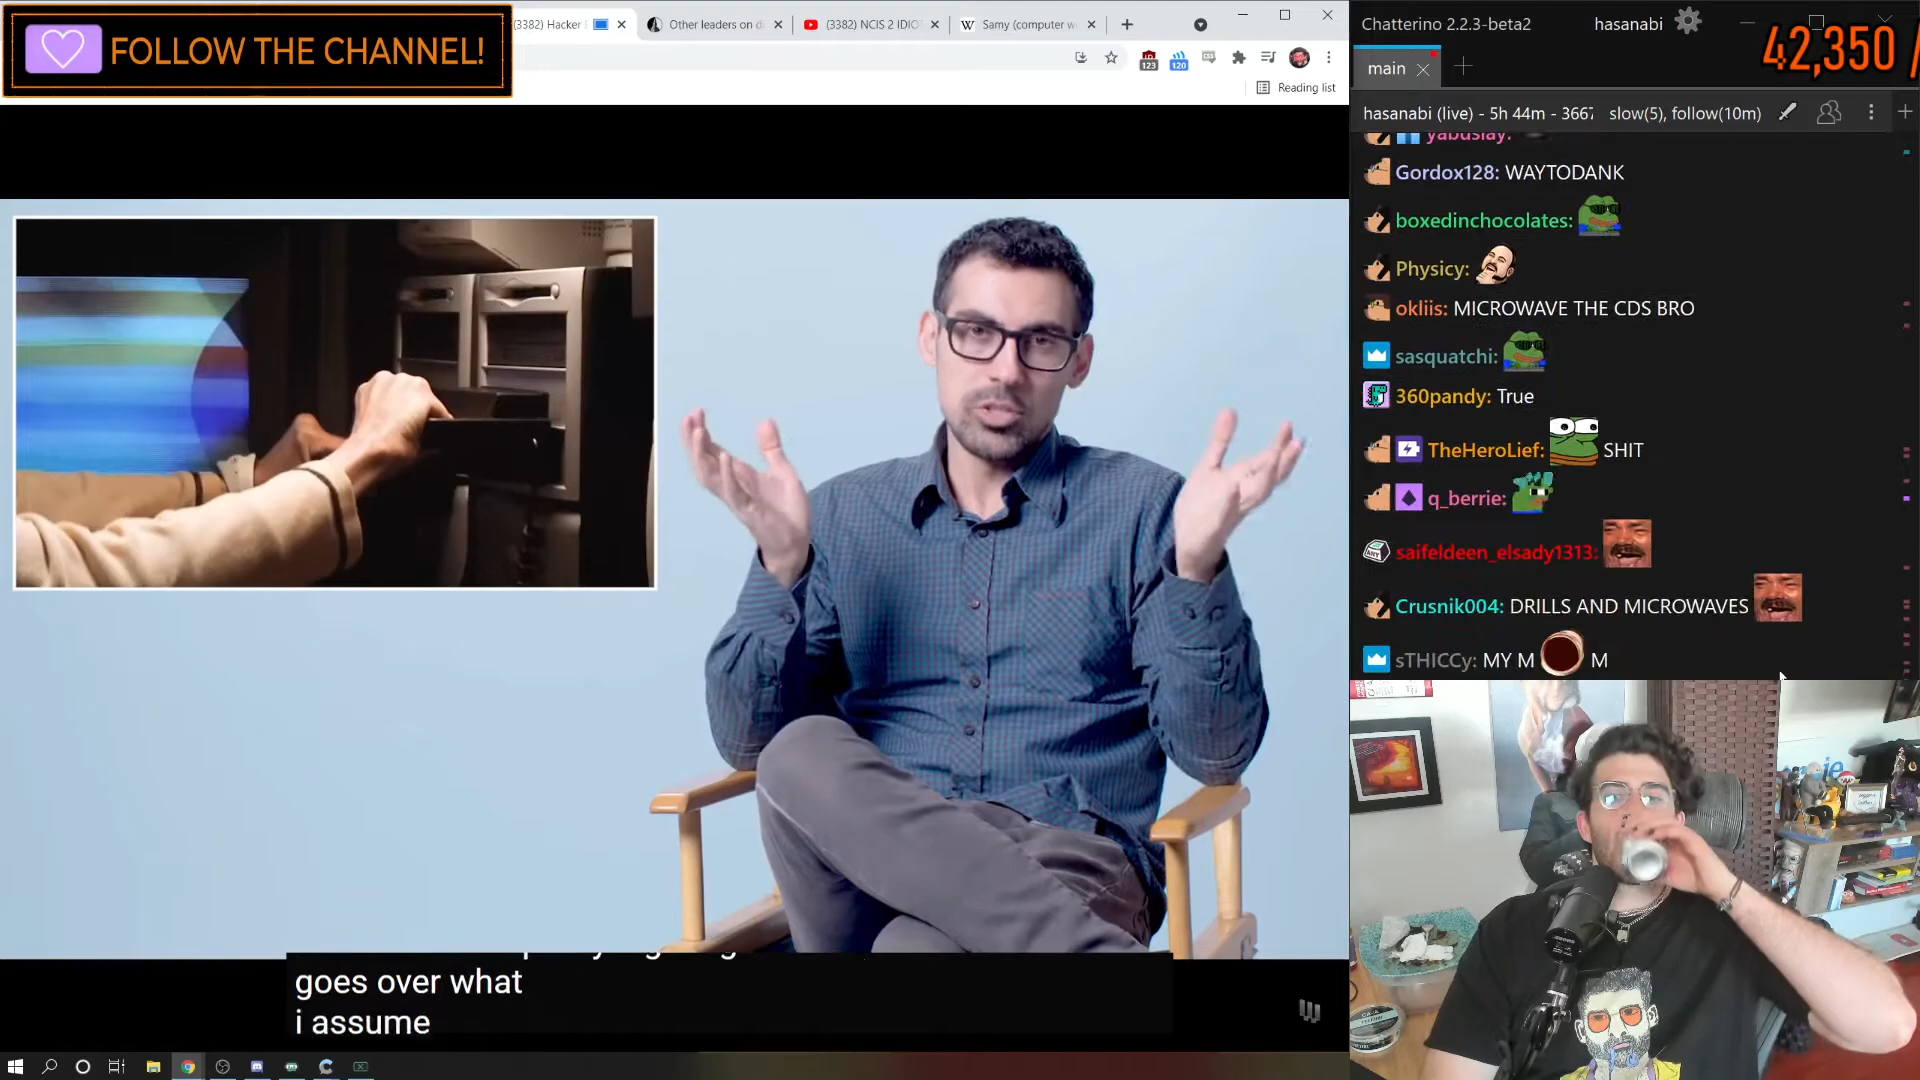 FOLLOW THE CHANNEL!
(3382) Hacker
Other leaders on d
(3382) NCIS 2 IDIO
Samy (computer w
123
120
Reading list
goes over what
i assume
Chatterino 2.2.3-beta2
hasanabi
42,350 /
main
hasanabi (live) - 5h 44m - 3667
slow(5), follow(10m)
yabuslay:
Gordox128: WAYTODANK
boxedinchocolates:
Physicy:
okliis: MICROWAVE THE CDS BRO
sasquatchi:
360pandy: True
TheHeroLief: SHIT
q_berrie:
saifeldeen_elsady1313:
Crusnik004: DRILLS AND MICROWAVES
sTHICCy: MY M M